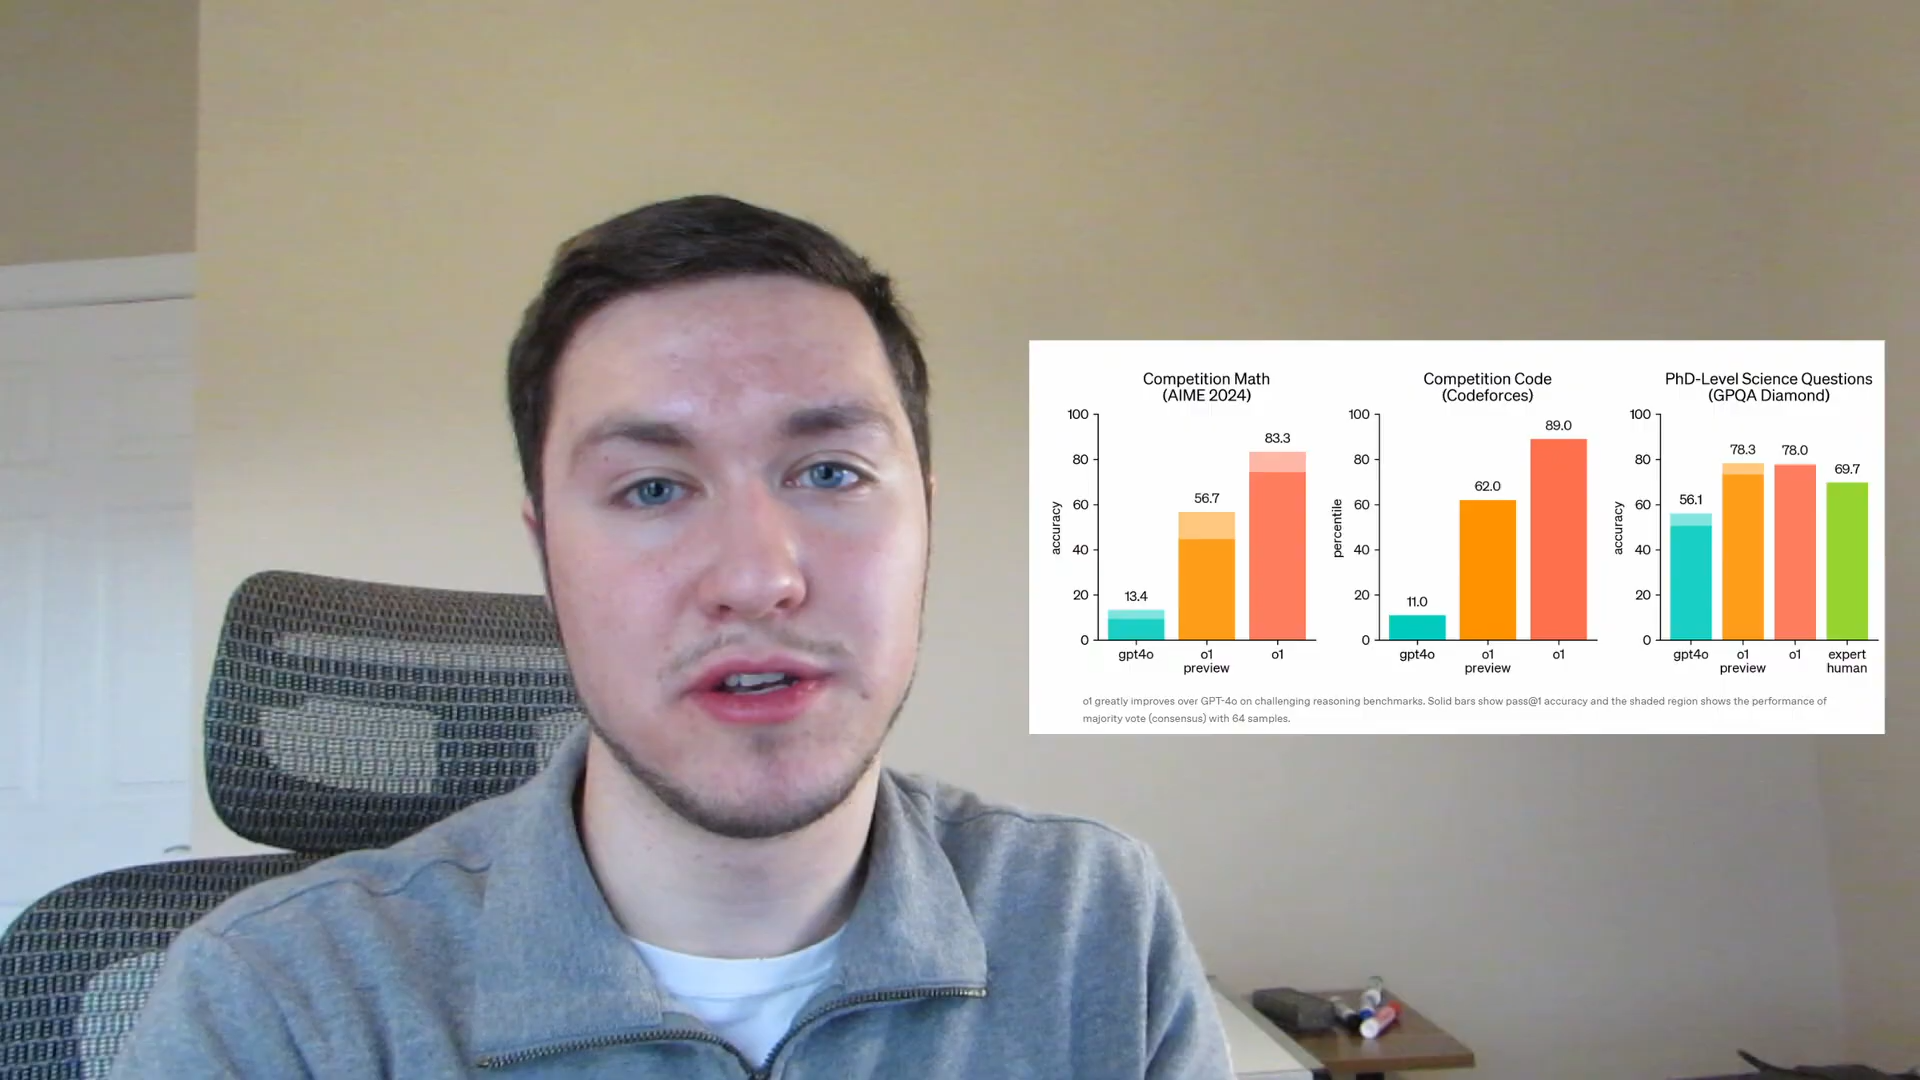 Competition Math
(AIME 2024)
100
80
60
40
20
0
accuracy
13.4
56.7
83.3
gpt4o
o1
preview
o1
Competition Code
(Codeforces)
100
80
60
40
20
0
percentile
11.0
62.0
89.0
gpt4o
o1
preview
o1
PhD-Level Science Questions
(GPQA Diamond)
100
80
60
40
20
0
accuracy
56.1
78.3
78.0
69.7
gpt4o
o1
preview
o1
expert
human
o1 greatly improves over GPT-4o on challenging reasoning benchmarks. Solid bars show pass@1 accuracy and the shaded region shows the performance of
majority vote (consensus) with 64 samples.